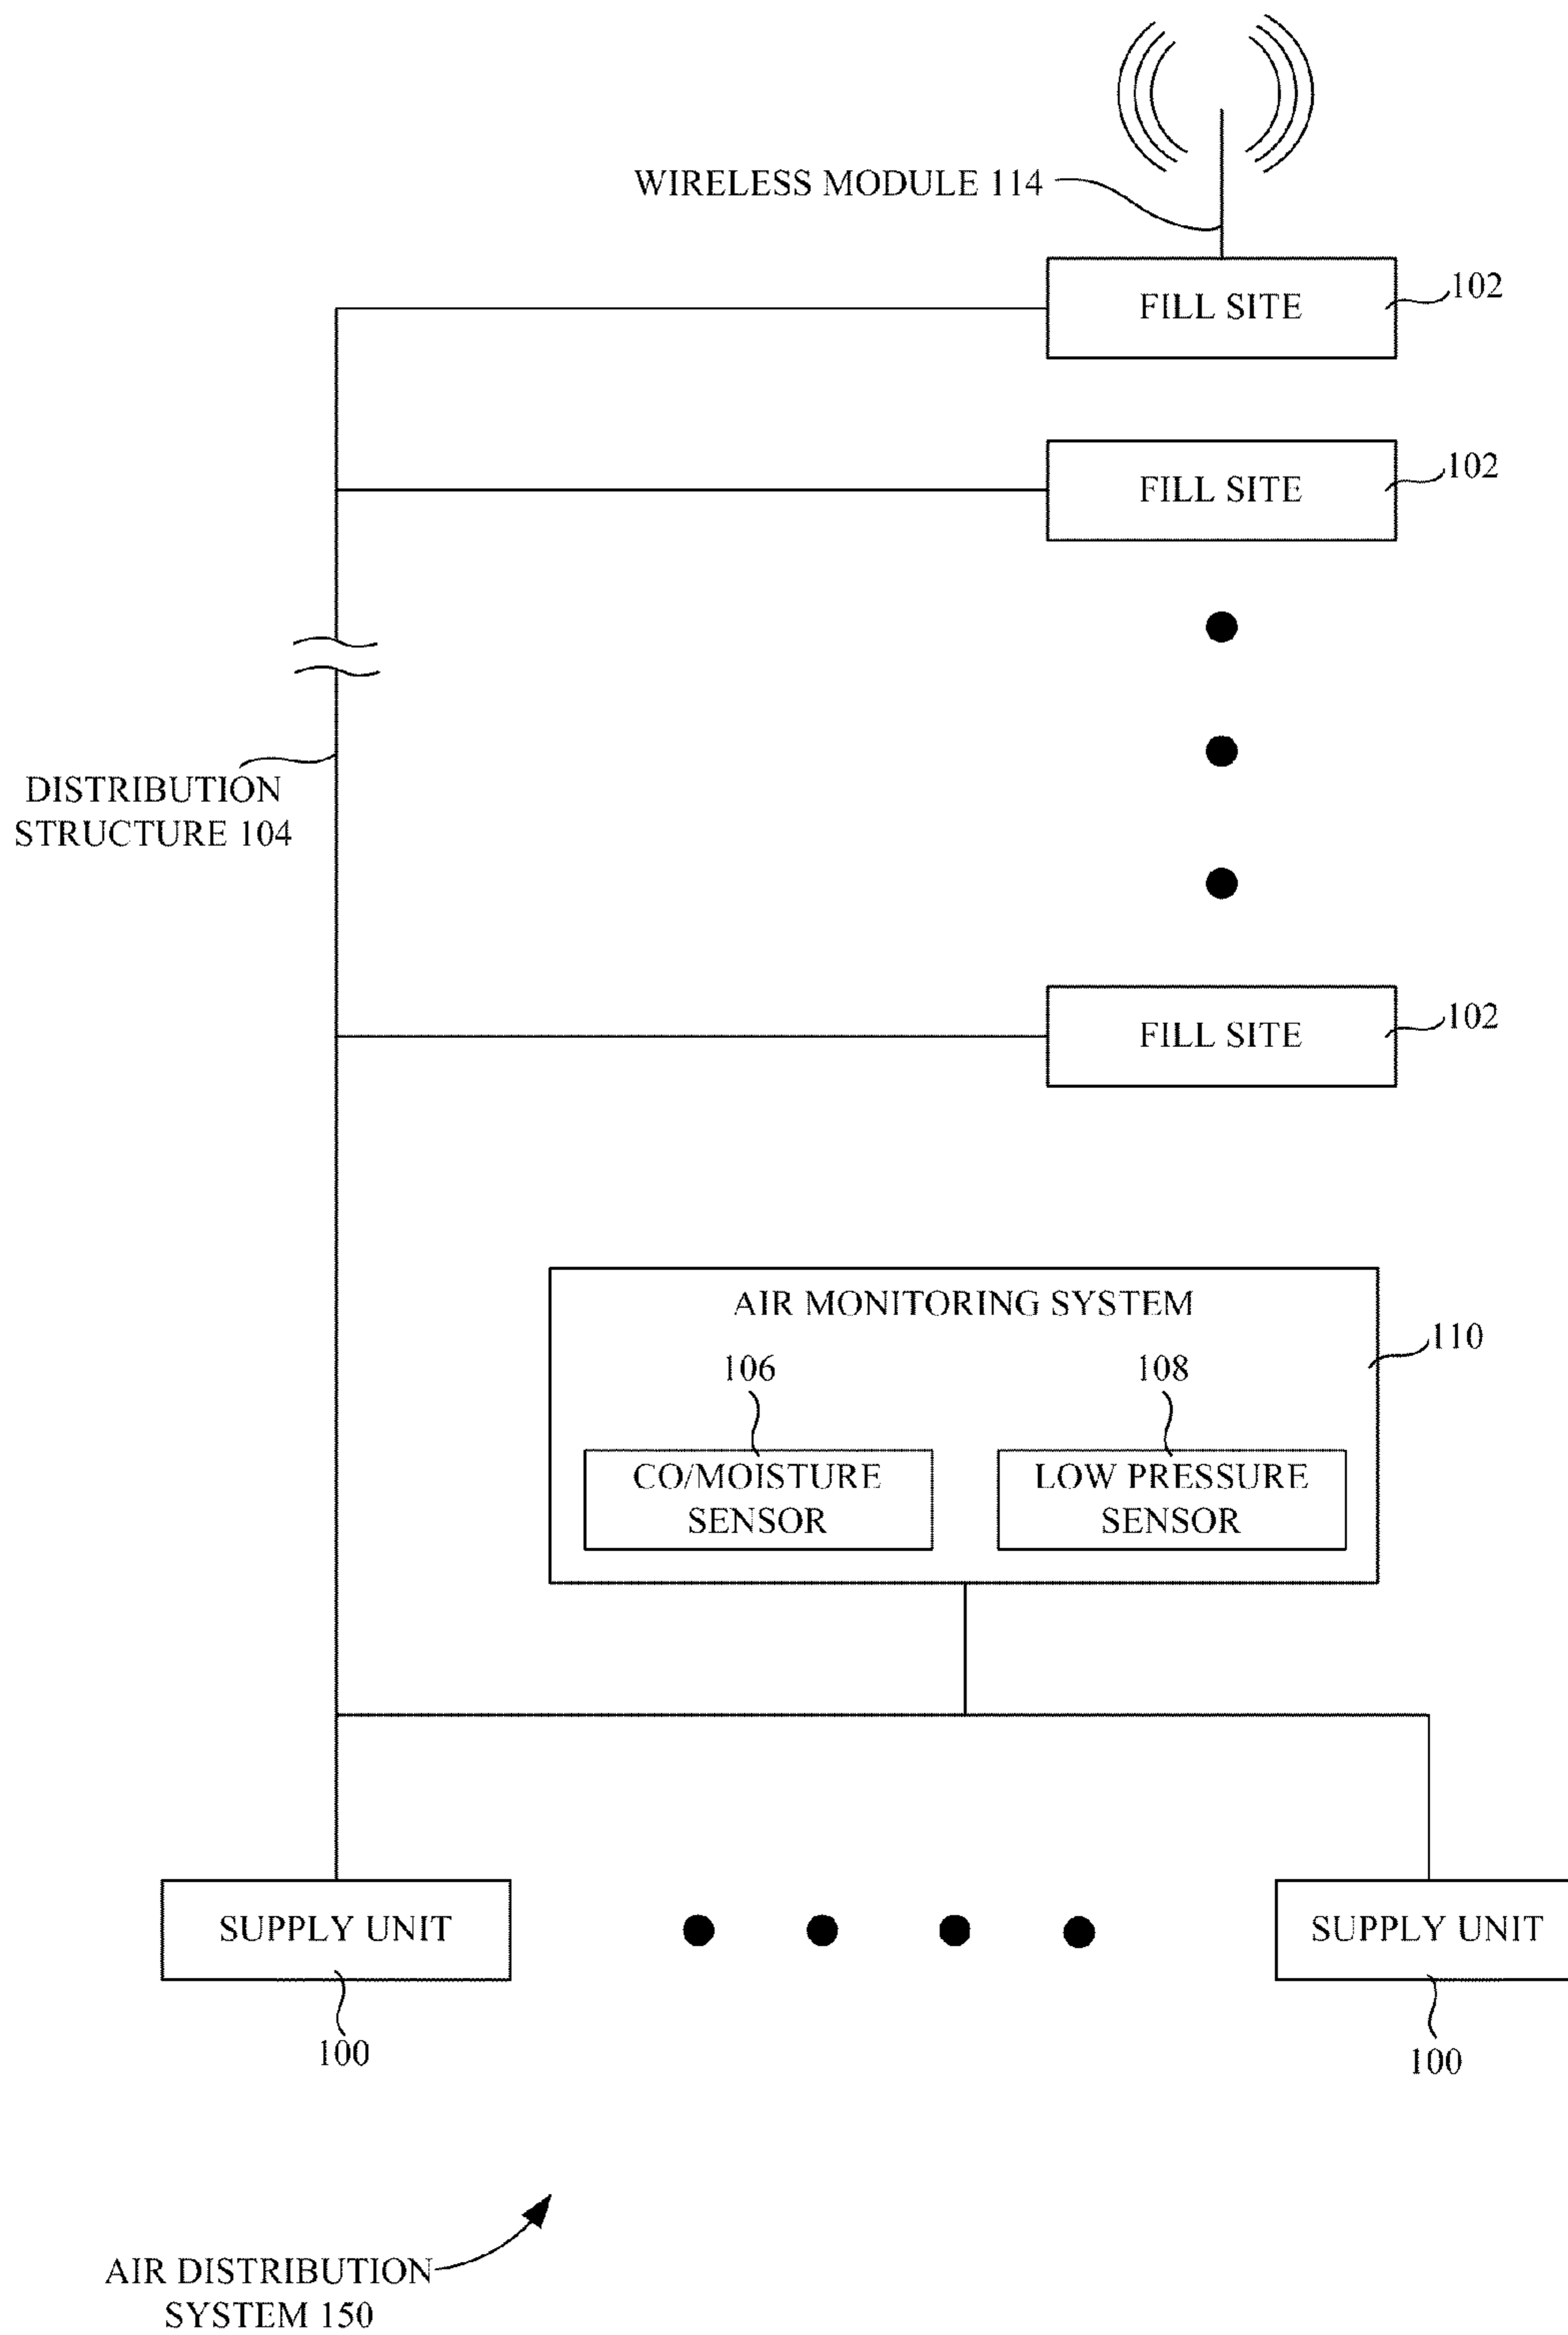 WIRELESS MODULE 114
FILL SITE
102
FILL SITE
102
DISTRIBUTION
STRUCTURE 104
FILL SITE
102
AIR MONITORING SYSTEM
110
106
108
CO/MOISTURE
SENSOR
LOW PRESSURE
SENSOR
SUPPLY UNIT
SUPPLY UNIT
100
100
AIR DISTRIBUTION
SYSTEM 150